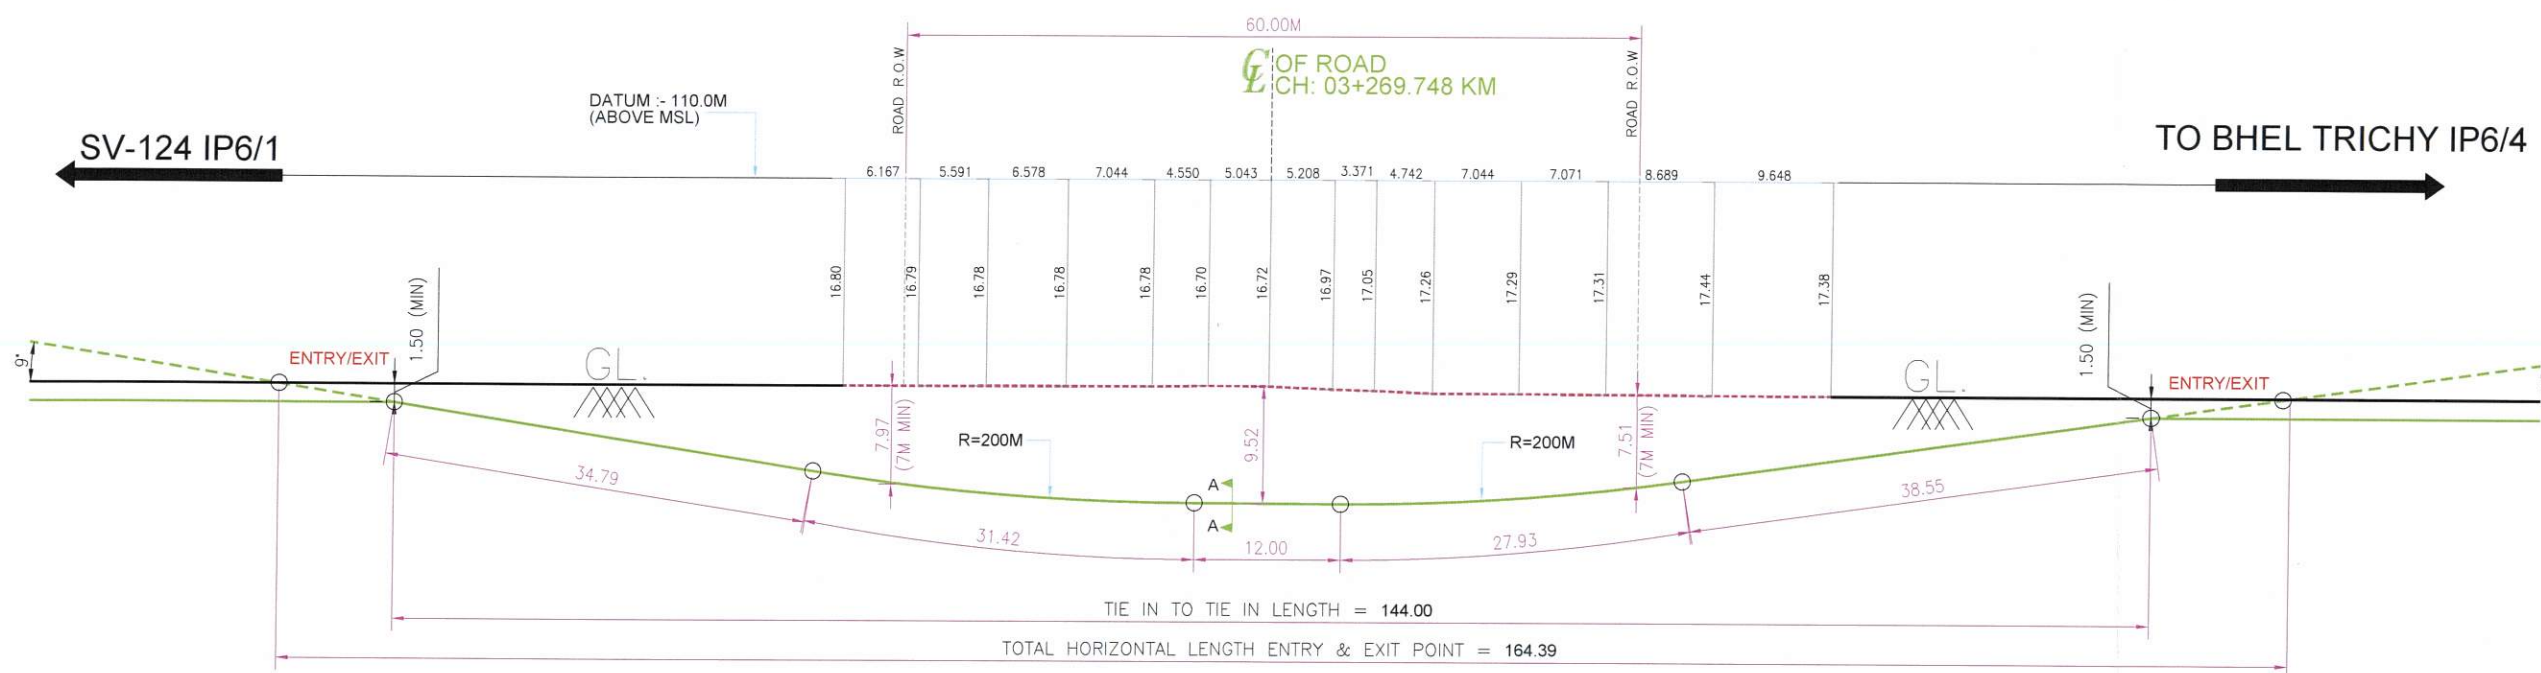 60.00M
ROAD R.O.W
ROAD R.O.W
CL OF ROAD
CH: 03+269.748 KM
DATUM :- 110.0M
(ABOVE MSL)
SV-124 IP6/1
TO BHEL TRICHY IP6/4
6.167 5.591 6.578 7.044 4.550 5.043 5.208 3.371 4.742 7.044 7.071 8.689 9.648
16.80 16.79 16.78 16.78 16.78 16.70 16.72 16.97 17.05 17.26 17.29 17.31 17.44 17.38
1.50 (MIN)
1.50 (MIN)
9°
ENTRY/EXIT
GL.
GL.
ENTRY/EXIT
7.97
(7M MIN)
R=200M
9.52
R=200M
7.51
(7M MIN)
A
A
34.79
31.42
12.00
27.93
38.55
TIE IN TO TIE IN LENGTH = 144.00
TOTAL HORIZONTAL LENGTH ENTRY & EXIT POINT = 164.39